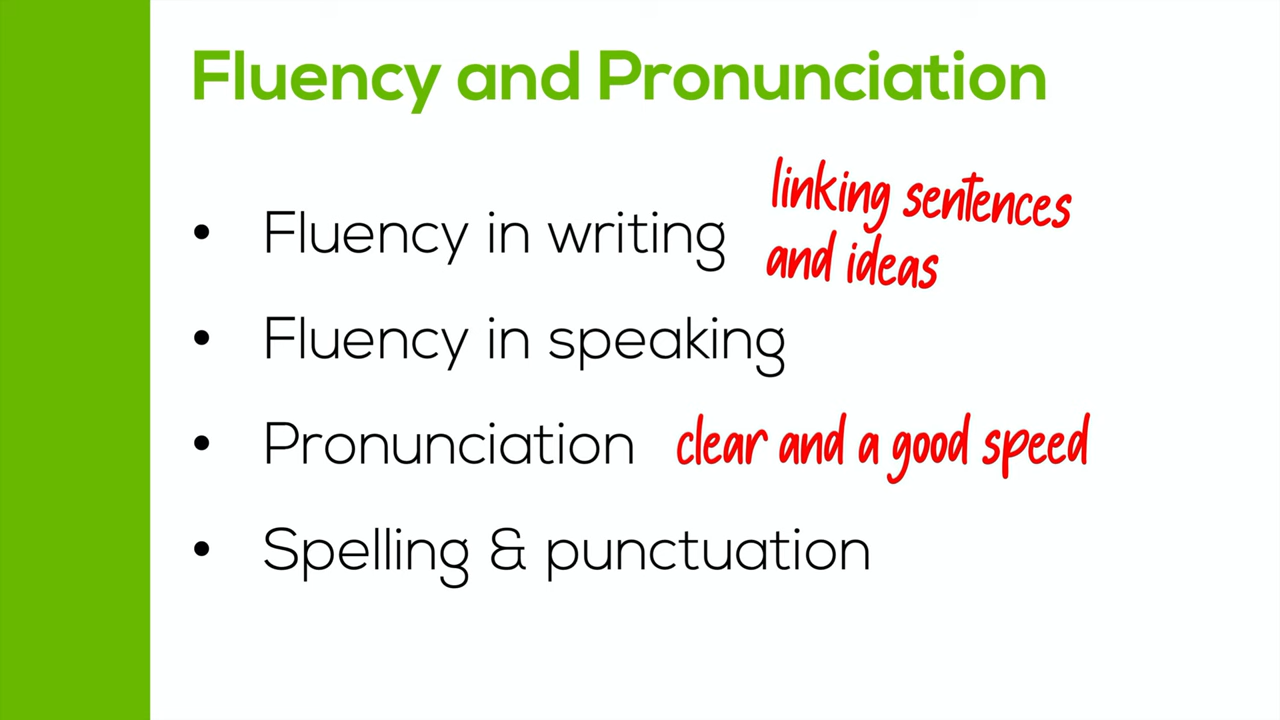 Fluency and Pronunciation
• Fluency in writing
linking sentences
and ideas
• Fluency in speaking
• Pronunciation clear and a good speed
• Spelling & punctuation